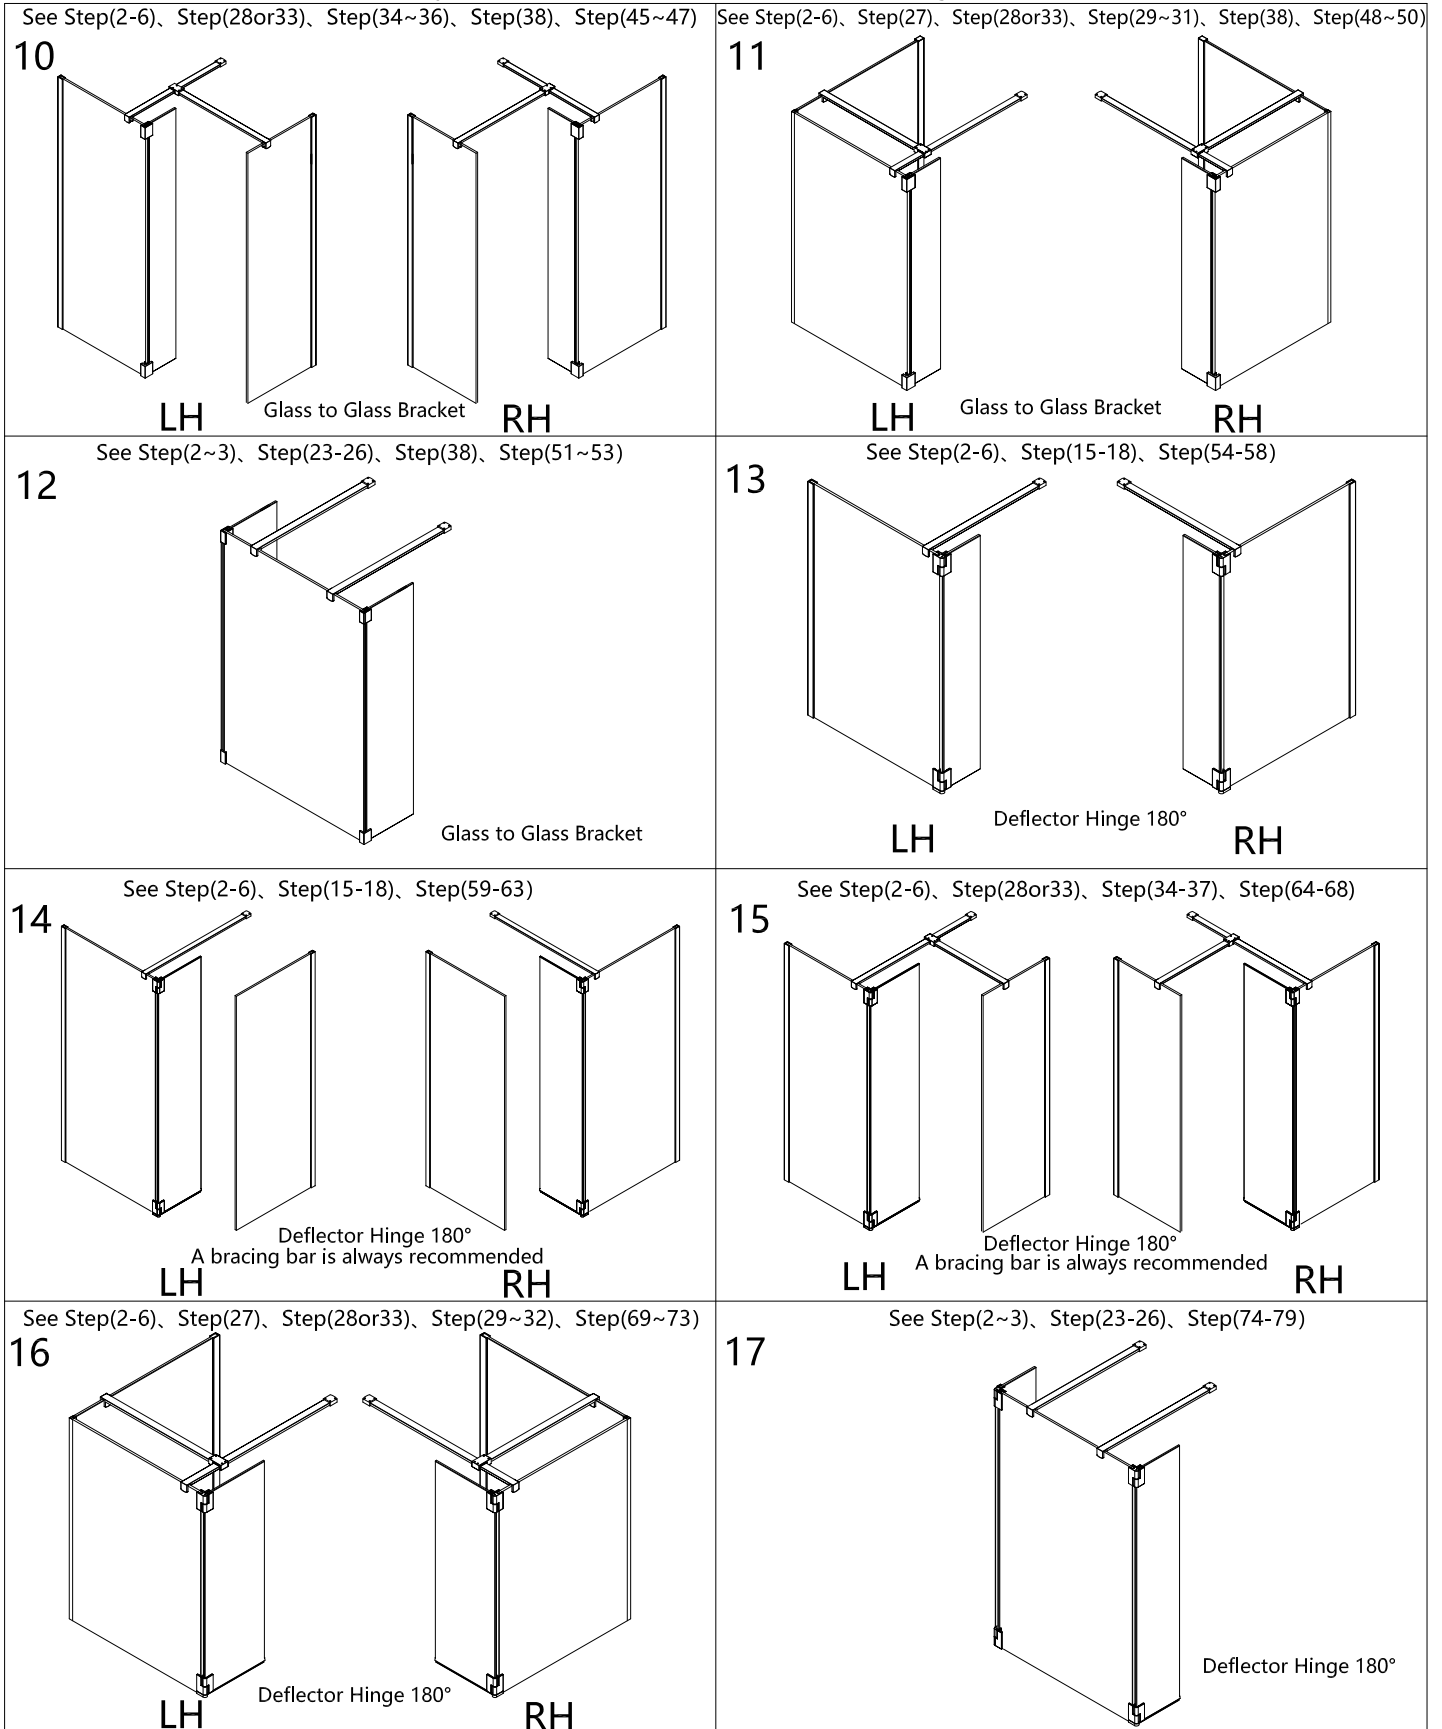 See Step(2-6)、Step(28or33)、Step(34~36)、Step(38)、Step(45~47)
10
LH
Glass to Glass Bracket
RH
See Step(2-6)、Step(27)、Step(28or33)、Step(29~31)、Step(38)、Step(48~50)
11
LH
Glass to Glass Bracket
RH
See Step(2~3)、Step(23-26)、Step(38)、Step(51~53)
12
Glass to Glass Bracket
See Step(2-6)、Step(15-18)、Step(54-58)
13
LH
Deflector Hinge 180°
RH
See Step(2-6)、Step(15-18)、Step(59-63)
14
Deflector Hinge 180°
A bracing bar is always recommended
LH
RH
See Step(2-6)、Step(28or33)、Step(34-37)、Step(64-68)
15
Deflector Hinge 180°
A bracing bar is always recommended
LH
RH
See Step(2-6)、Step(27)、Step(28or33)、Step(29~32)、Step(69~73)
16
LH
Deflector Hinge 180°
RH
See Step(2~3)、Step(23-26)、Step(74-79)
17
Deflector Hinge 180°